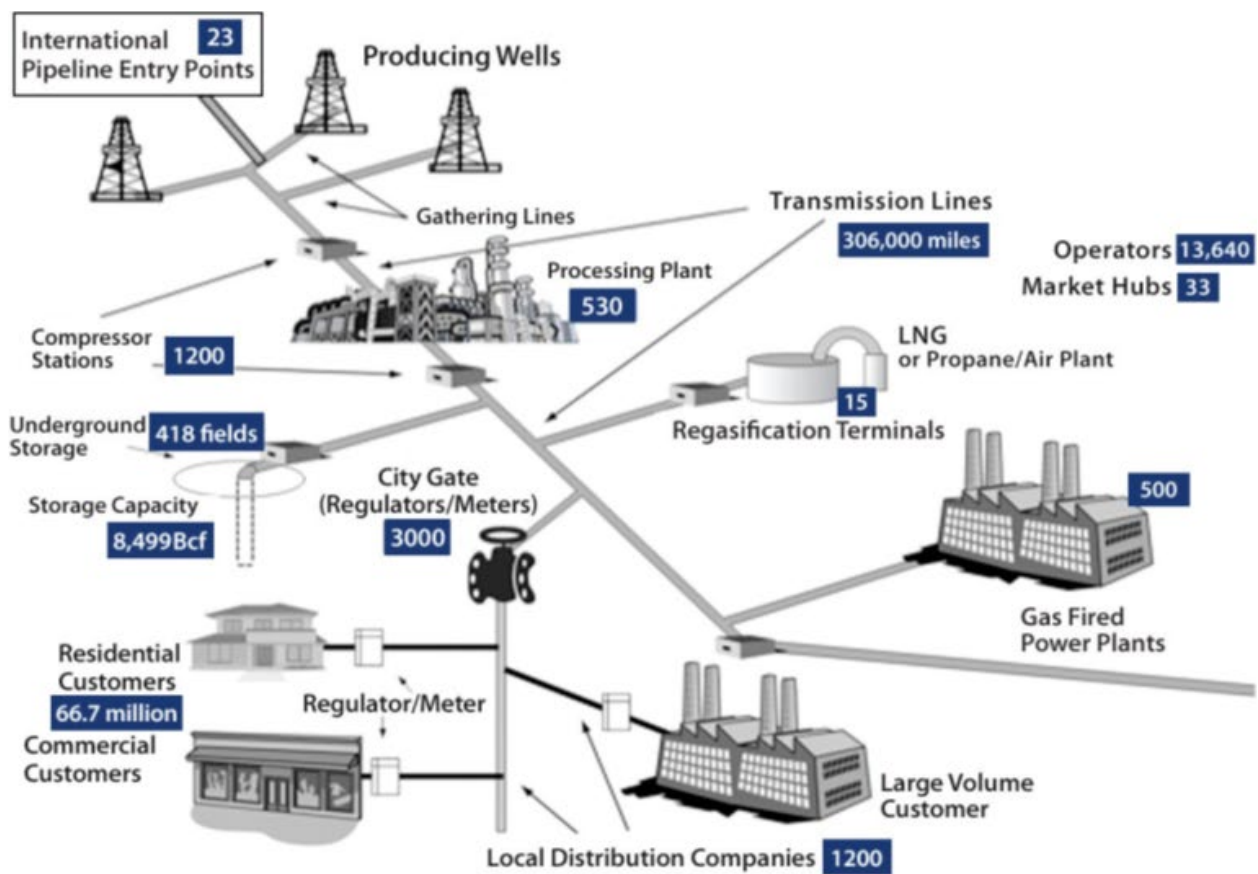 International 23
Pipeline Entry Points
Producing Wells
Gathering Lines
Transmission Lines
306,000 miles
Operators 13,640
Market Hubs 33
Processing Plant
530
Compressor
Stations 1200
LNG
or Propane/Air Plant
15
Regasification Terminals
Underground
Storage
418 fields
Storage Capacity
8,499Bcf
City Gate
(Regulators/Meters)
3000
500
Gas Fired
Power Plants
Residential
Customers
66.7 million
Regulator/Meter
Commercial
Customers
Large Volume
Customer
Local Distribution Companies 1200